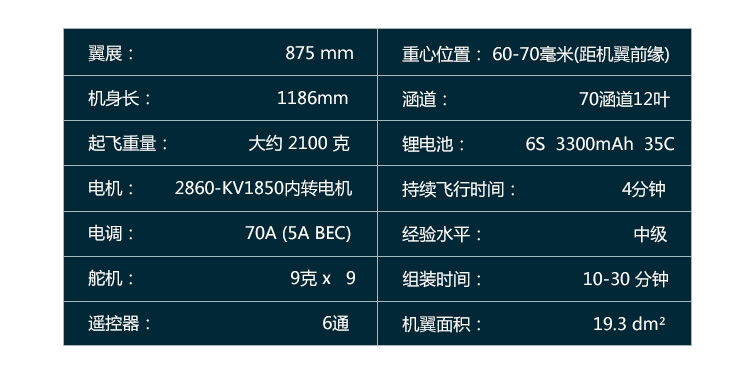 翼展： 875 mm 重心位置： 60-70毫米(距机翼前缘)
机身长： 1186mm 涵道： 70涵道12叶
起飞重量： 大约 2100 克 锂电池： 6S 3300mAh 35C
电机： 2860-KV1850内转电机 持续飞行时间： 4分钟
电调： 70A (5A BEC) 经验水平： 中级
舵机： 9克 x 9 组装时间： 10-30 分钟
遥控器： 6通 机翼面积： 19.3 dm²